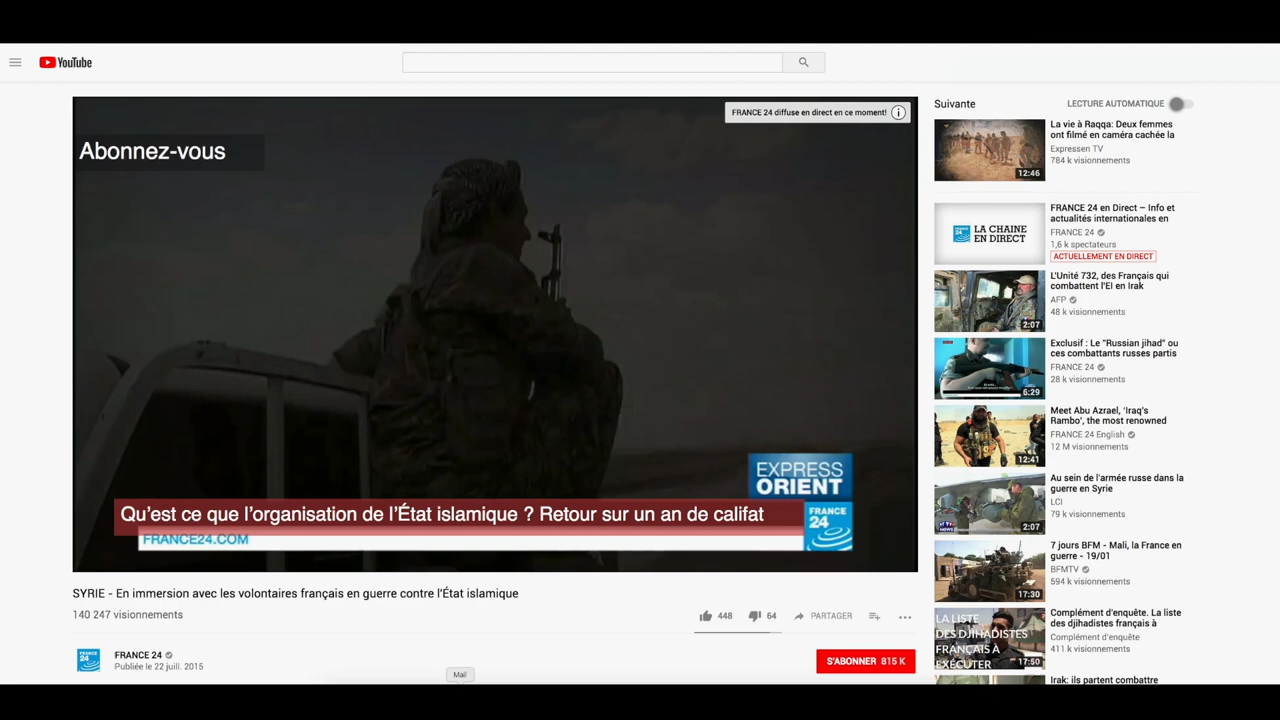 YouTube
FRANCE 24 diffuse en direct en ce moment!
Abonnez-vous
EXPRESS
ORIENT
Qu'est ce que l'organisation de l'État islamique ? Retour sur un an de califat
FRANCE
24
FRANCE24.COM
SYRIE - En immersion avec les volontaires français en guerre contre l'État islamique
140 247 visionnements
448
64
PARTAGER
FRANCE
24
FRANCE 24
Publiée le 22 juill. 2015
S'ABONNER 815 K
Mail
Suivante
LECTURE AUTOMATIQUE
12:46
La vie à Raqqa: Deux femmes
ont filmé en caméra cachée la
Expressen TV
784 k visionnements
FRANCE
24
LA CHAINE
EN DIRECT
FRANCE 24 en Direct – Info et
actualités internationales en
FRANCE 24
1,6 k spectateurs
ACTUELLEMENT EN DIRECT
2:07
L'Unité 732, des Français qui
combattent l'EI en Irak
AFP
48 k visionnements
5:29
Exclusif : Le "Russian jihad" ou
ces combattants russes partis
FRANCE 24
28 k visionnements
12:41
Meet Abu Azrael, 'Iraq's
Rambo', the most renowned
FRANCE 24 English
12 M visionnements
NEWS
2:07
Au sein de l'armée russe dans la
guerre en Syrie
LCI
79 k visionnements
17:30
7 jours BFM - Mali, la France en
guerre - 19/01
BFMTV
594 k visionnements
LA LISTE
DES DJIHADISTES
FRANÇAIS À
EXÉCUTER
17:50
Complément d'enquête. La liste
des djihadistes français à
Complément d'enquête
411 k visionnements
Irak: ils partent combattre